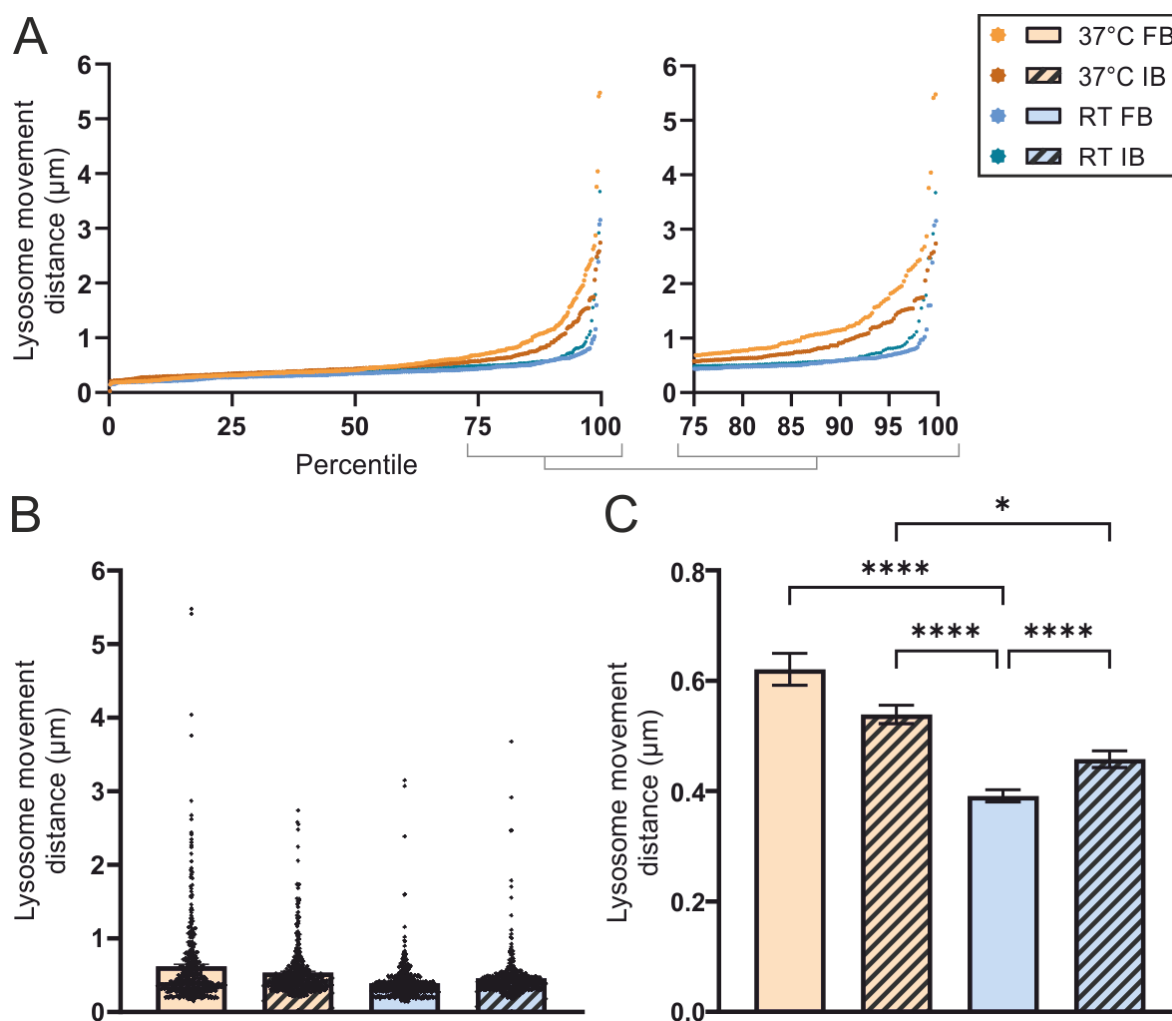 A
Lysosome movement
distance (µm)
6
5
4
3
2
1
0
0 25 50 75 100
Percentile
6
5
4
3
2
1
0
75 80 85 90 95 100
37°C FB
37°C IB
RT FB
RT IB
B
Lysosome movement
distance (µm)
6
5
4
3
2
1
0
C
Lysosome movement
distance (µm)
0.8
0.6
0.4
0.2
0.0
*
****
**** ****